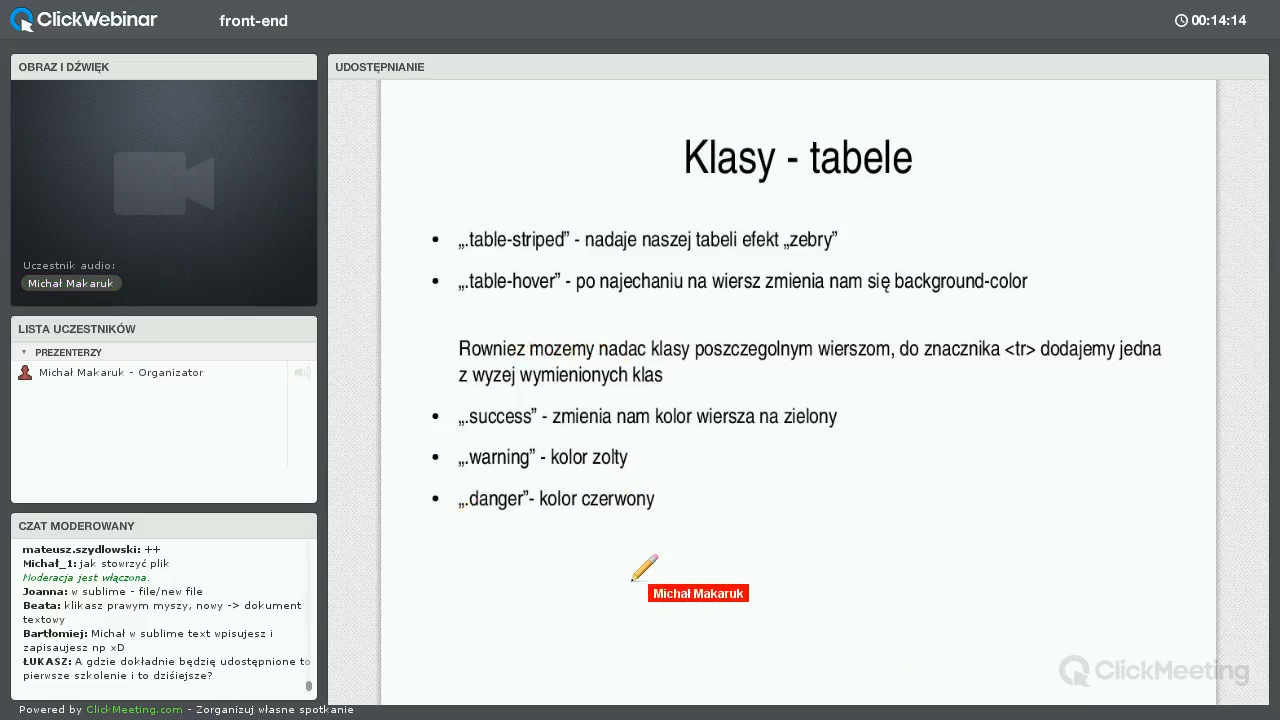 ClickWebinar
front-end
00:14:14
OBRAZ I DŹWIĘK
Uczestnik audio:
Michał Makaruk
LISTA UCZESTNIKÓW
PREZENTERZY
Michał Makaruk - Organizator
CZAT MODEROWANY
mateusz.szydlowski: ++
Michał_T: jak stowrzyć plik
Moderacja jest włączona.
Joanna: w sublime - file/new file
Beata: klikasz prawym myszy, nowy -> dokument
textowy
Bartłomiej: Michał w sublime text wpisujesz i
zapisaujesz np. xD
ŁUKASZ: A gdzie dokładnie będzię udostępnione to
pierwsze szkolenie i to dzisiejsze?
Powered by ClickMeeting.com - Zorganizuj własne spotkanie
UDOSTĘPNIANIE
Klasy - tabele
• „.table-striped” - nadaje naszej tabeli efekt „zebry”
• „.table-hover” - po najechaniu na wiersz zmienia nam się background-color
Rowniez mozemy nadac klasy poszczegolnym wierszom, do znacznika <tr> dodajemy jedna
z wyzej wymienionych klas
• „.success” - zmienia nam kolor wiersza na zielony
• „.warning” - kolor zolty
• „.danger”- kolor czerwony
Michał Makaruk
ClickMeeting